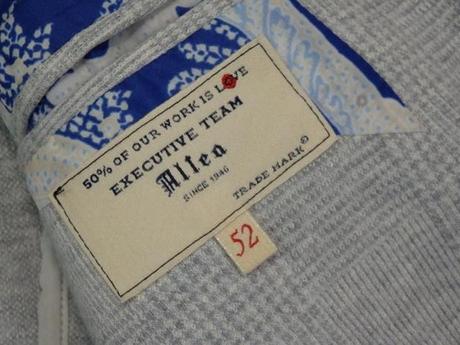 50% OF OUR WORK IS LOVE
EXECUTIVE TEAM
Altea
SINCE 1946
TRADE MARK ©
52